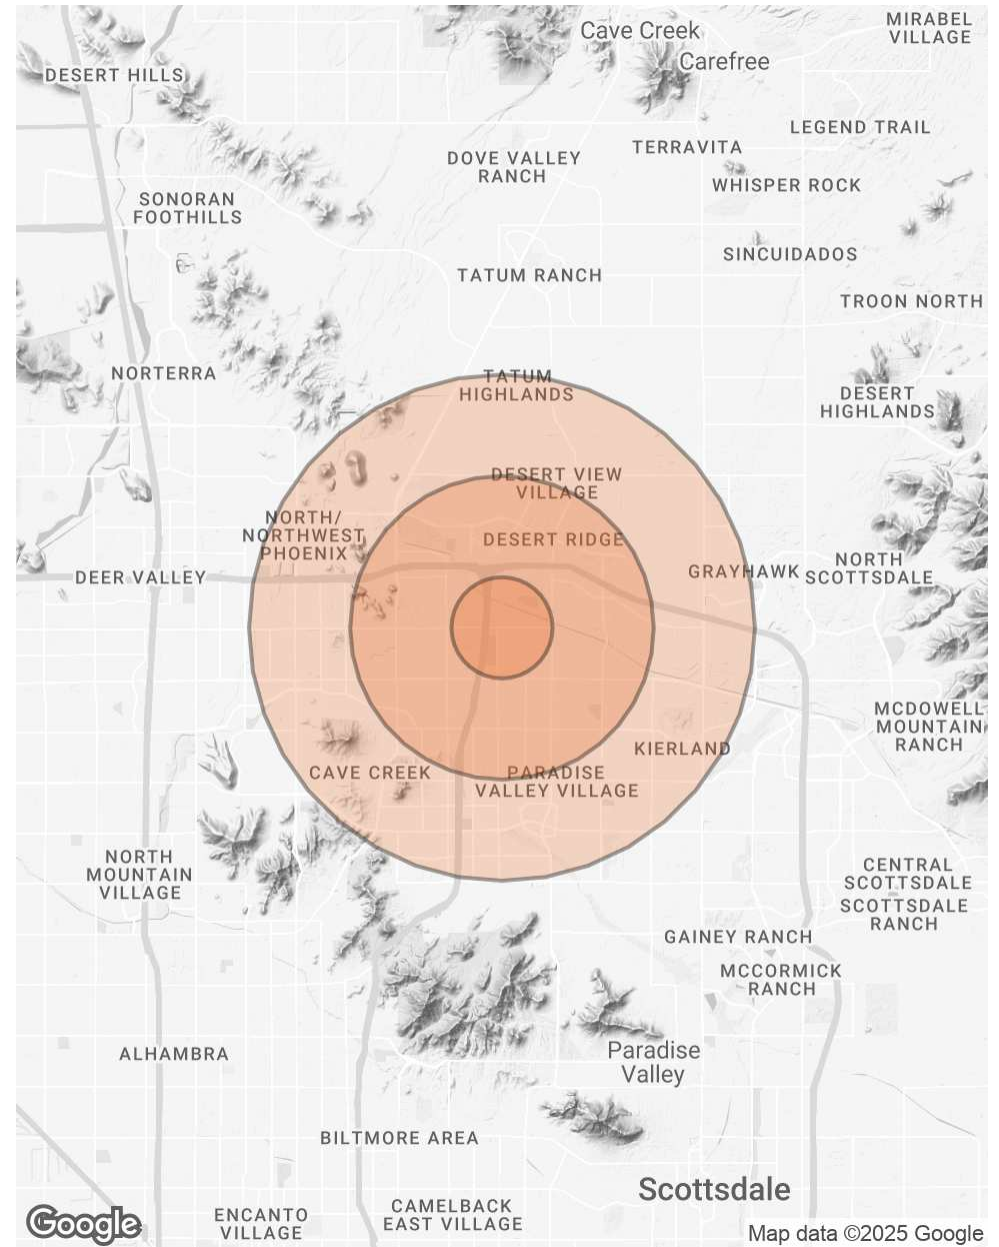 Cave Creek
MIRABEL
VILLAGE
DESERT HILLS
Carefree
LEGEND TRAIL
TERRAVITA
DOVE VALLEY
RANCH
WHISPER ROCK
SONORAN
FOOTHILLS
SINCUIDADOS
TATUM RANCH
TROON NORTH
NORTERRA
TATUM
HIGHLANDS
DESERT
HIGHLANDS
DESERT VIEW
VILLAGE
NORTH/
NORTHWEST
PHOENIX
DESERT RIDGE
DEER VALLEY
GRAYHAWK
NORTH
SCOTTSDALE
MCDOWELL
MOUNTAIN
RANCH
KIERLAND
CAVE CREEK
PARADISE
VALLEY VILLAGE
NORTH
MOUNTAIN
VILLAGE
CENTRAL
SCOTTSDALE
SCOTTSDALE
RANCH
GAINEY RANCH
MCCORMICK
RANCH
ALHAMBRA
Paradise
Valley
BILTMORE AREA
Scottsdale
ENCANTO
VILLAGE
CAMELBACK
EAST VILLAGE
Google
Map data ©2025 Google